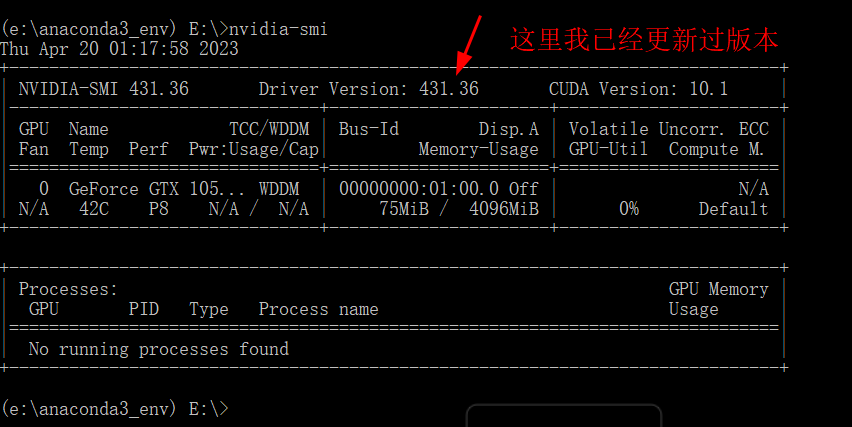 (e:\anaconda3_env) E:\>nvidia-smi
这里我已经更新过版本
Thu Apr 20 01:17:58 2023
NVIDIA-SMI 431.36 Driver Version: 431.36 CUDA Version: 10.1
GPU Name TCC/WDDM Bus-Id Disp.A Volatile Uncorr. ECC
Fan Temp Perf Pwr:Usage/Cap Memory-Usage GPU-Util Compute M.
0 GeForce GTX 105... WDDM 00000000:01:00.0 Off N/A
N/A 42C P8 N/A / N/A 75MiB / 4096MiB 0% Default
Processes: GPU Memory
GPU PID Type Process name Usage
No running processes found
(e:\anaconda3_env) E:\>